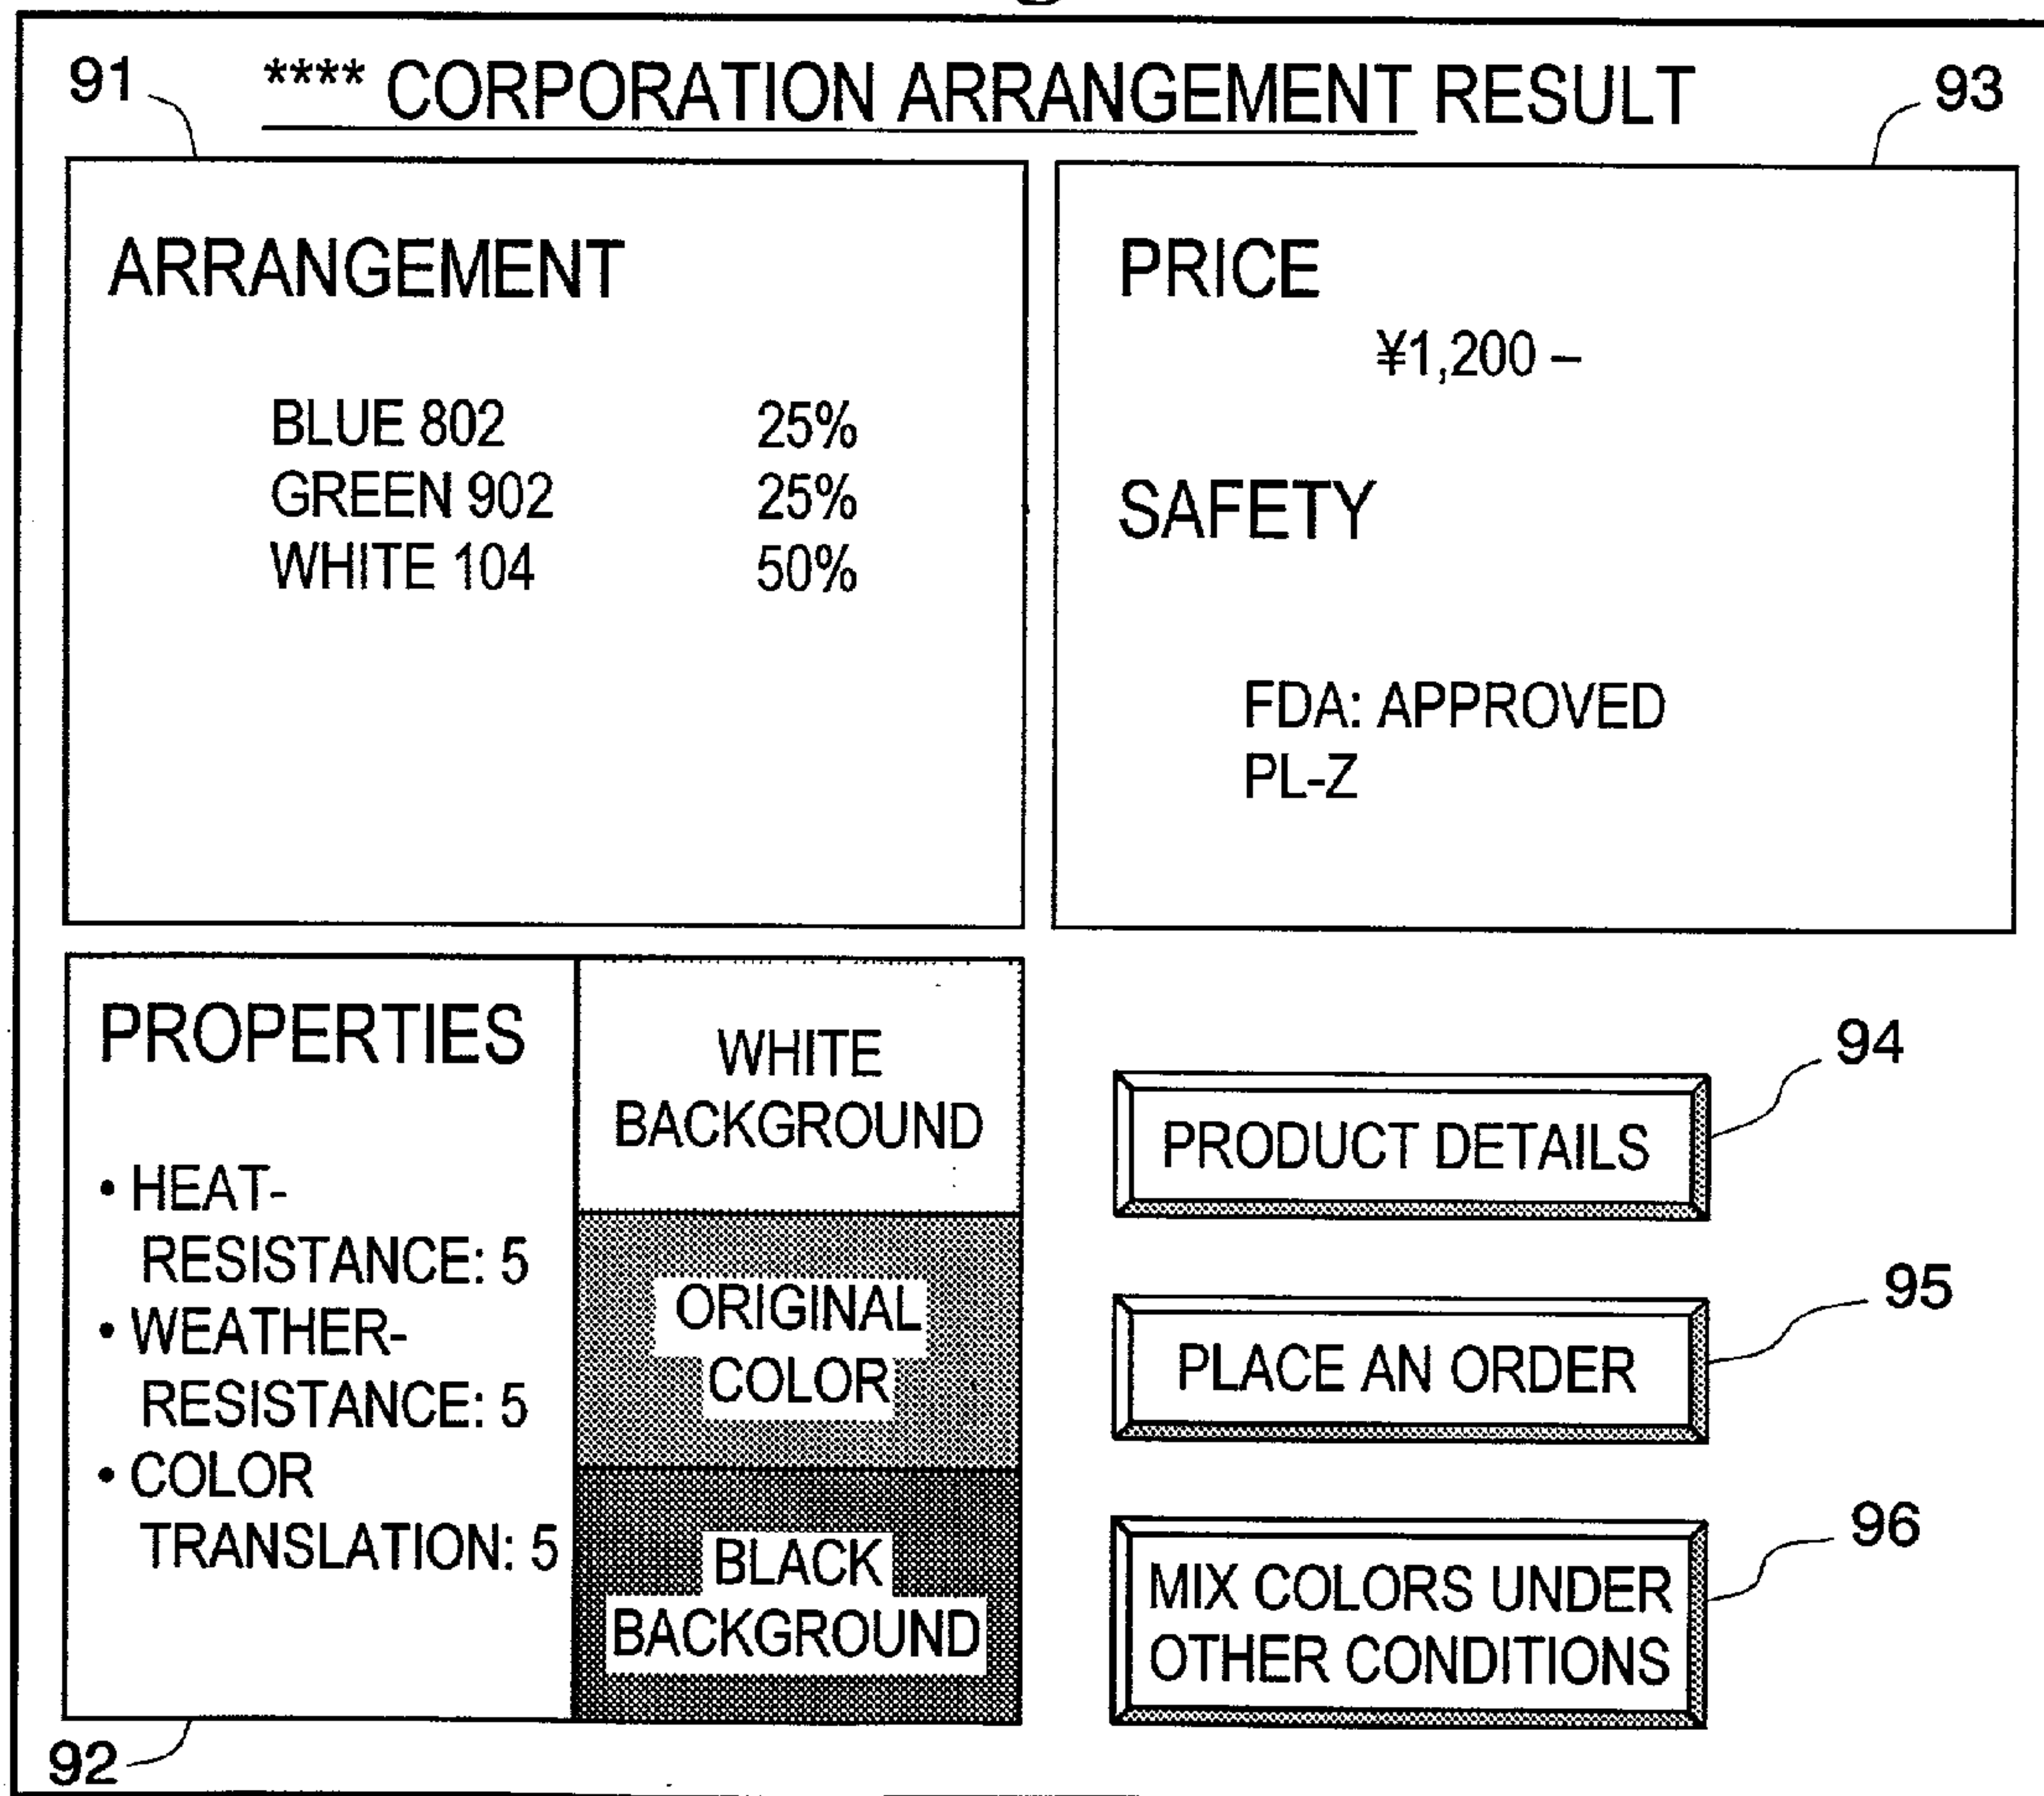 91
**** CORPORATION ARRANGEMENT RESULT
93
ARRANGEMENT
BLUE 802 25%
GREEN 902 25%
WHITE 104 50%
PRICE
¥1,200 –
SAFETY
FDA: APPROVED
PL-Z
PROPERTIES
• HEAT-
RESISTANCE: 5
• WEATHER-
RESISTANCE: 5
• COLOR
TRANSLATION: 5
WHITE
BACKGROUND
ORIGINAL
COLOR
BLACK
BACKGROUND
92
PRODUCT DETAILS
94
PLACE AN ORDER
95
MIX COLORS UNDER
OTHER CONDITIONS
96